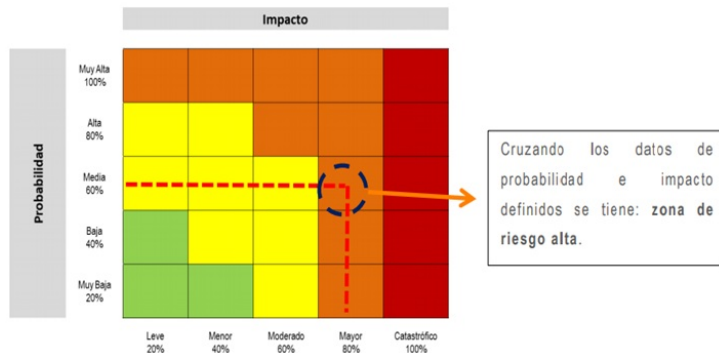 Impacto
Probabilidad
Muy Alta
100%
Alta
80%
Media
60%
Baja
40%
Muy Baja
20%
Leve
20%
Menor
40%
Moderado
60%
Mayor
80%
Catastrófico
100%
Cruzando los datos de
probabilidad e impacto
definidos se tiene: zona de
riesgo alta.